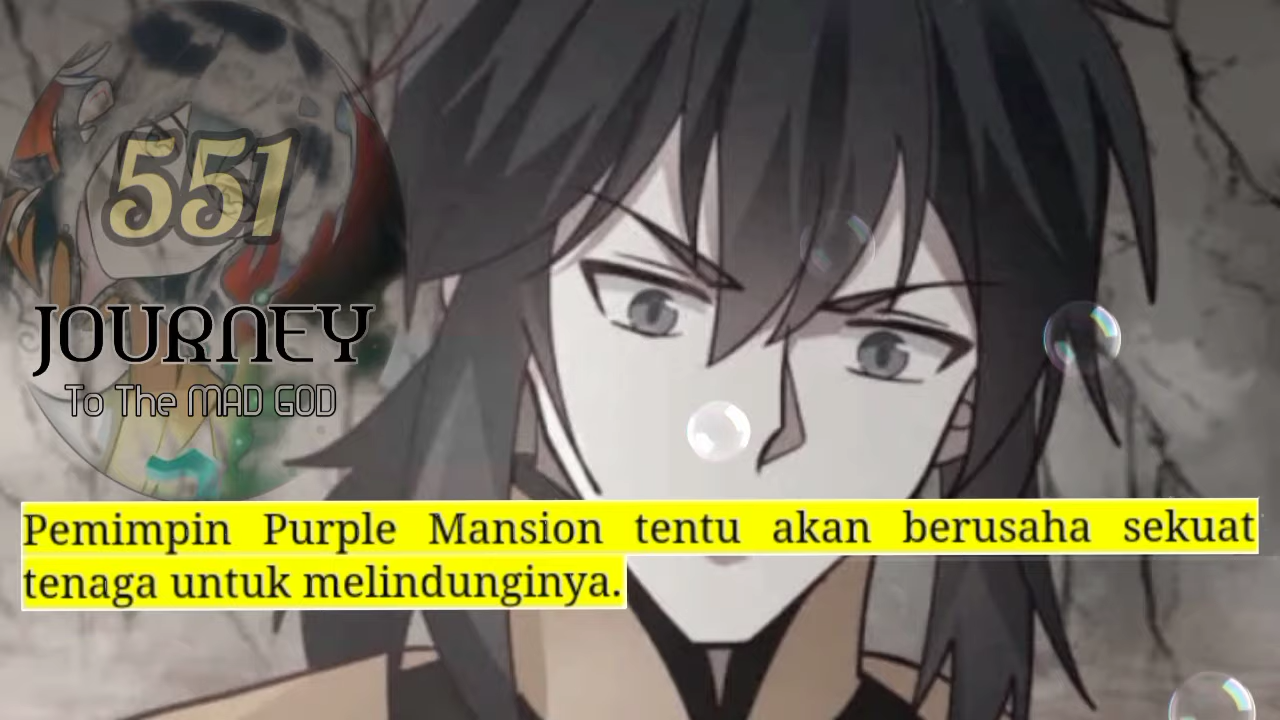 551
JOURNEY
To The MAD GOD
Pemimpin Purple Mansion tentu akan berusaha sekuat
tenaga untuk melindunginya.